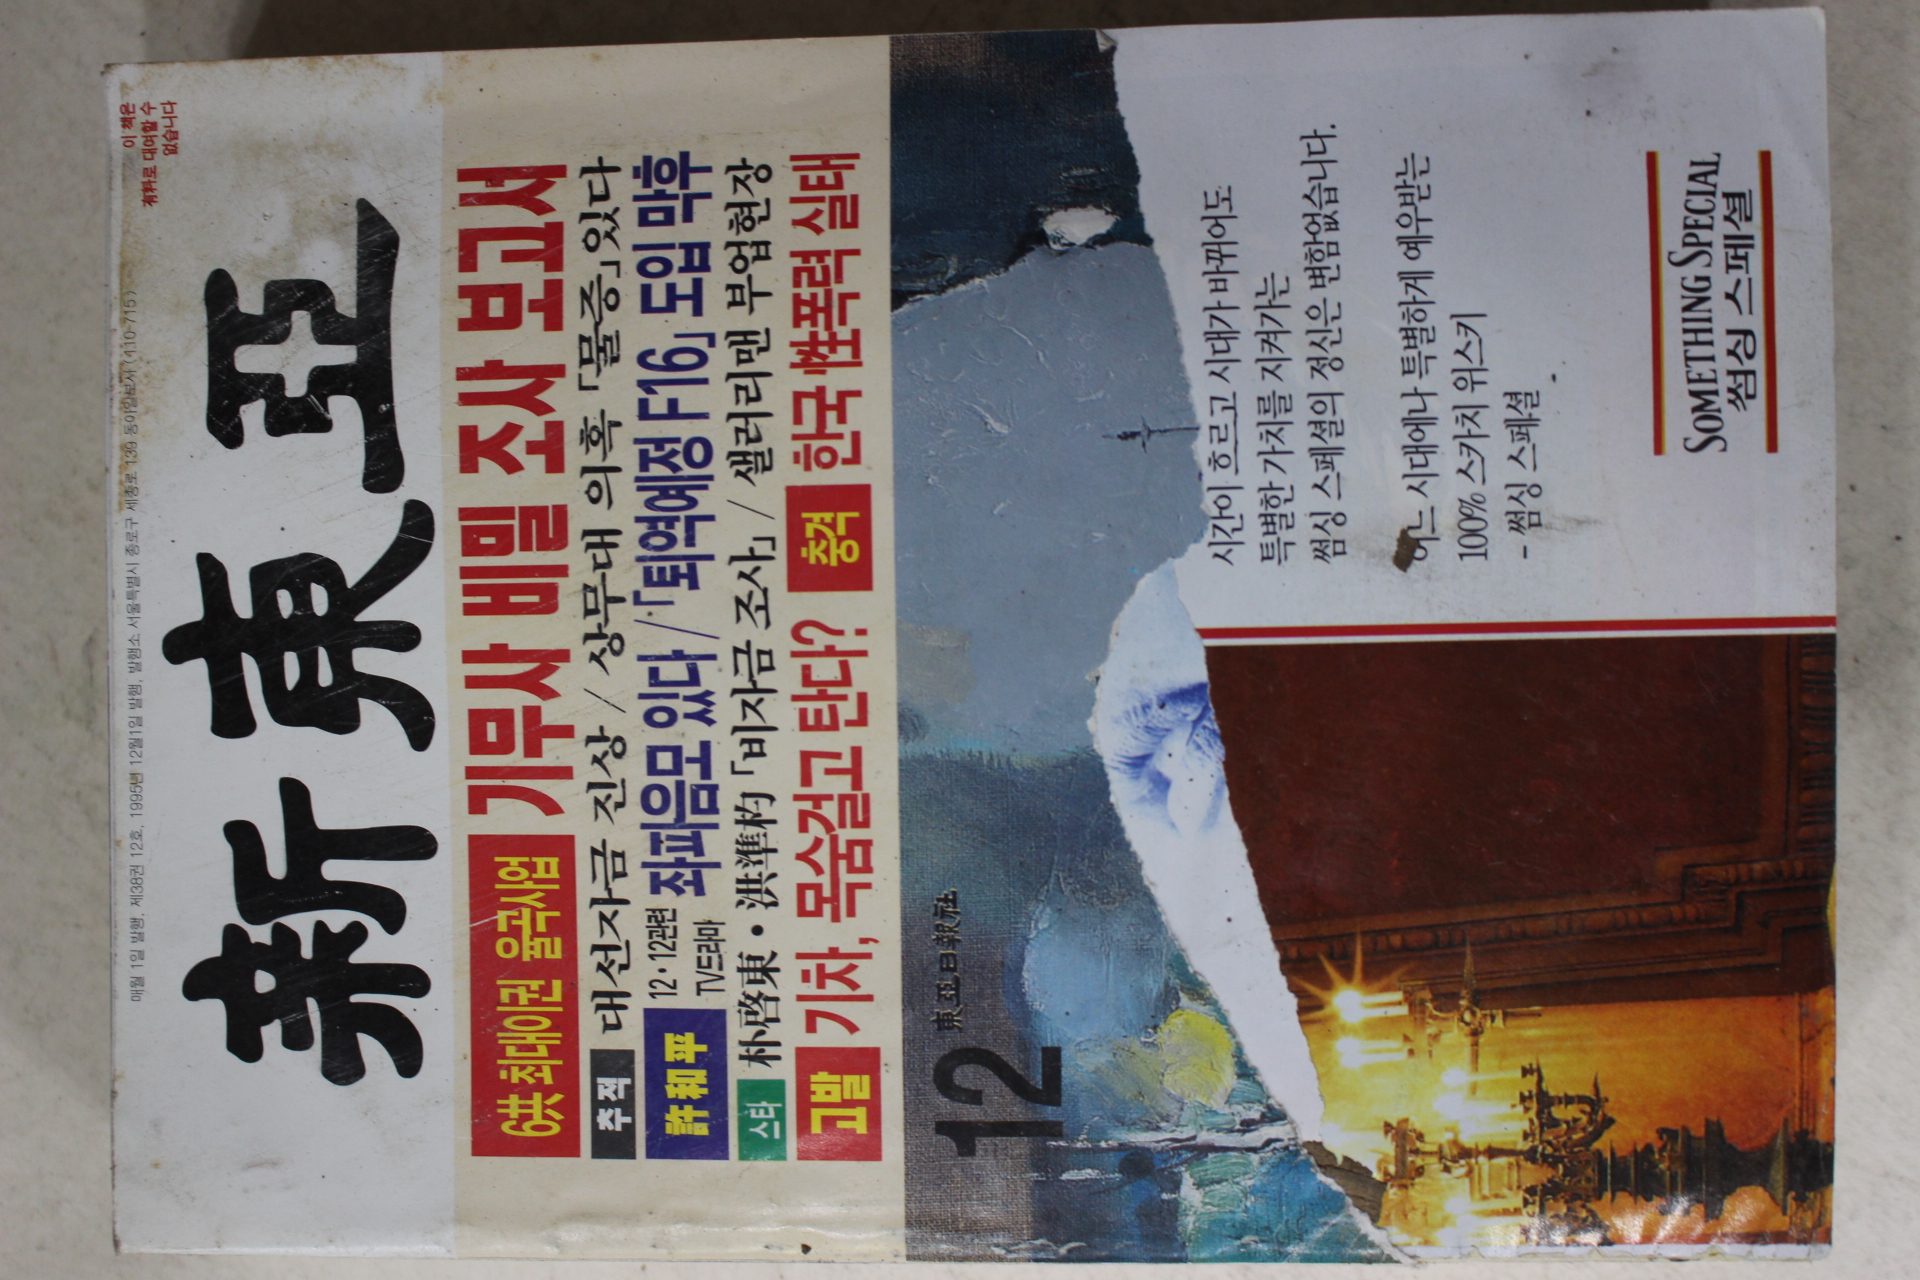 이 책은
有料로 대여할 수
없습니다
매월 1일 발행, 제38권 12호, 1995년 12월1일 발행, 발행소 서울특별시 종로구 세종로 139 동아일보사 (110-715)
新東亞
6共 최대이권 율곡사업 기무사 비밀 조사 보고서
추적 대선자금 진상 / 상무대 의혹 「물증」있다
許和平 12·12관련 TV드라마 좌파음모 있다 / 「퇴역예정 F16」 도입 막후
스타 朴啓東·洪準杓 「비자금 조사」 / 샐러리맨 부업현장
고발 기차, 목숨걸고 탄다? 충격 한국 性폭력 실태
12 東亞日報社
시간이 흐르고 시대가 바뀌어도
특별한 가치를 지켜가는
썸싱 스페셜의 정신은 변함없습니다.
어느 시대에나 특별하게 예우받는
100% 스카치 위스키
- 썸싱 스페셜
SOMETHING SPECIAL
썸싱 스페셜